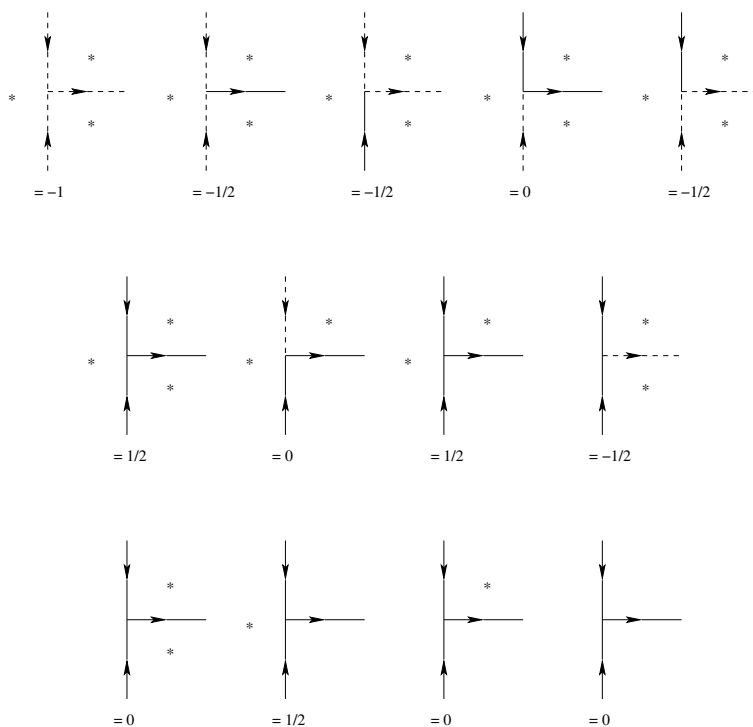 * * * * *
* * * * *
* * * * *
= −1 = −1/2 = −1/2 = 0 = −1/2
* * * *
* * *
* *
= 1/2 = 0 = 1/2 = −1/2
* *
*
*
= 0 = 1/2 = 0 = 0